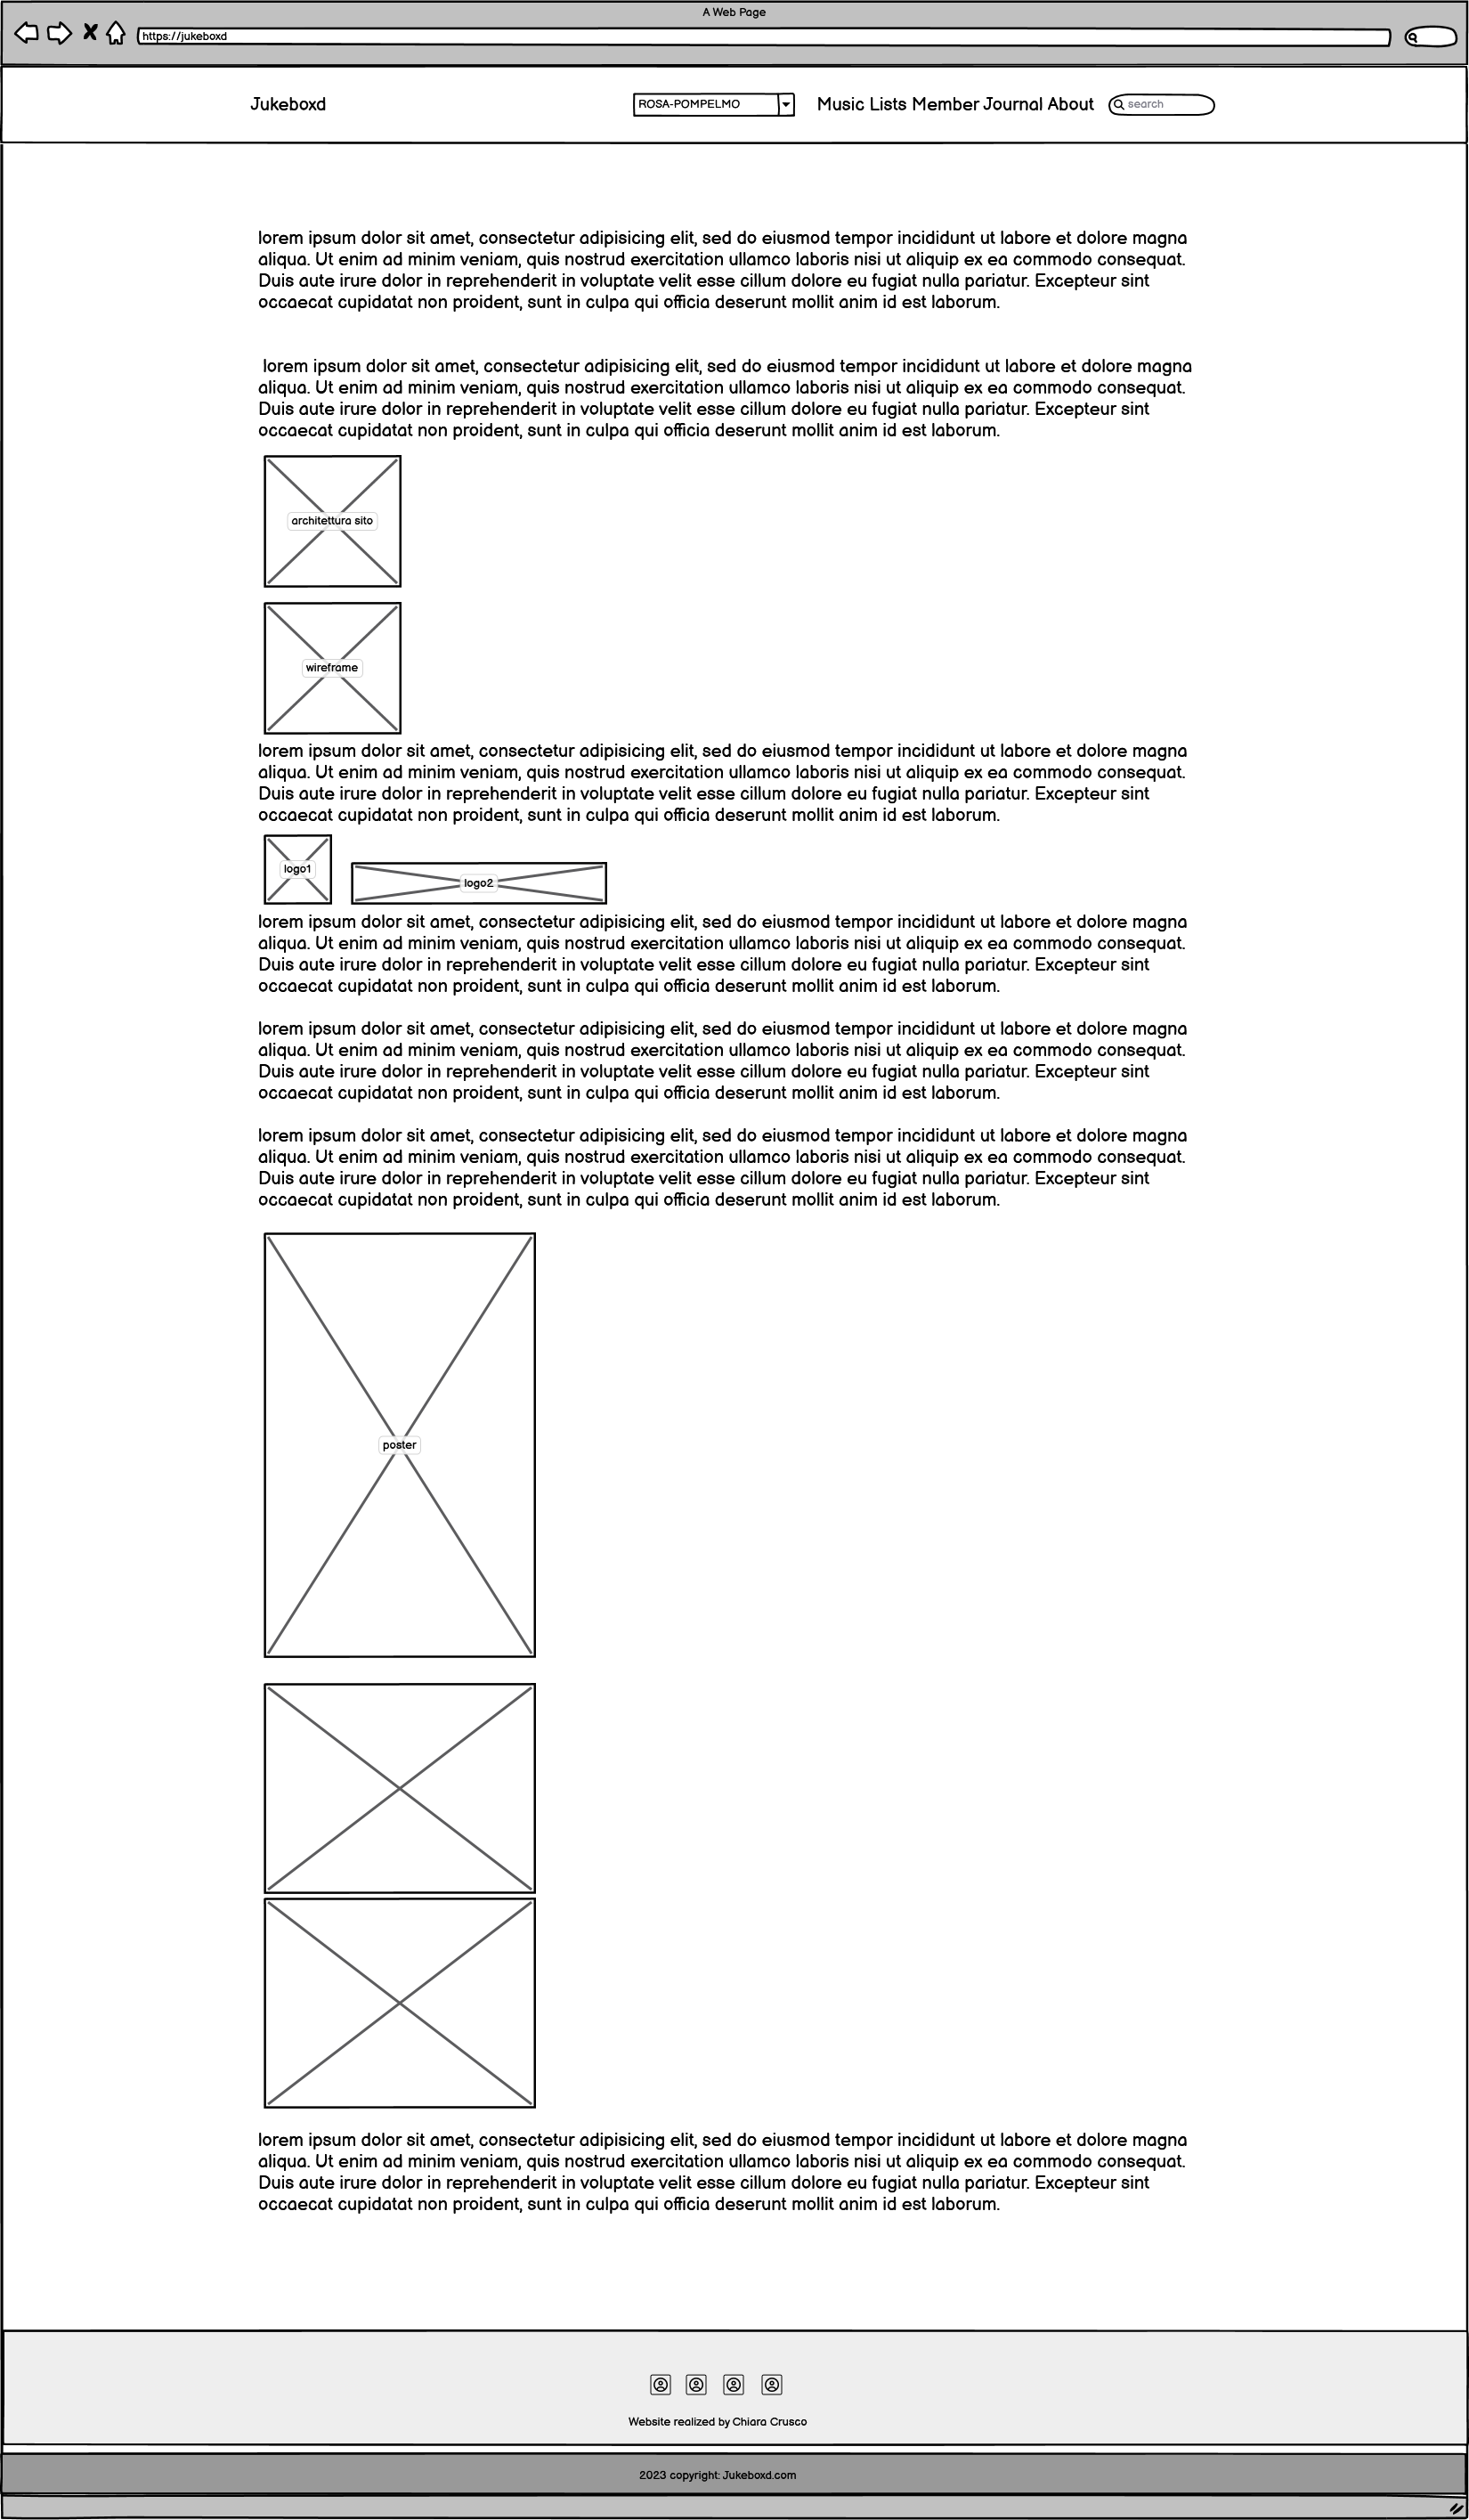 A Web Page
https://jukeboxd
Jukeboxd
ROSA-POMPELMO
Music Lists Member Journal About
search
lorem ipsum dolor sit amet, consectetur adipisicing elit, sed do eiusmod tempor incididunt ut labore et dolore magna
aliqua. Ut enim ad minim veniam, quis nostrud exercitation ullamco laboris nisi ut aliquip ex ea commodo consequat.
Duis aute irure dolor in reprehenderit in voluptate velit esse cillum dolore eu fugiat nulla pariatur. Excepteur sint
occaecat cupidatat non proident, sunt in culpa qui officia deserunt mollit anim id est laborum.
lorem ipsum dolor sit amet, consectetur adipisicing elit, sed do eiusmod tempor incididunt ut labore et dolore magna
aliqua. Ut enim ad minim veniam, quis nostrud exercitation ullamco laboris nisi ut aliquip ex ea commodo consequat.
Duis aute irure dolor in reprehenderit in voluptate velit esse cillum dolore eu fugiat nulla pariatur. Excepteur sint
occaecat cupidatat non proident, sunt in culpa qui officia deserunt mollit anim id est laborum.
architettura sito
wireframe
lorem ipsum dolor sit amet, consectetur adipisicing elit, sed do eiusmod tempor incididunt ut labore et dolore magna
aliqua. Ut enim ad minim veniam, quis nostrud exercitation ullamco laboris nisi ut aliquip ex ea commodo consequat.
Duis aute irure dolor in reprehenderit in voluptate velit esse cillum dolore eu fugiat nulla pariatur. Excepteur sint
occaecat cupidatat non proident, sunt in culpa qui officia deserunt mollit anim id est laborum.
logo1
logo2
lorem ipsum dolor sit amet, consectetur adipisicing elit, sed do eiusmod tempor incididunt ut labore et dolore magna
aliqua. Ut enim ad minim veniam, quis nostrud exercitation ullamco laboris nisi ut aliquip ex ea commodo consequat.
Duis aute irure dolor in reprehenderit in voluptate velit esse cillum dolore eu fugiat nulla pariatur. Excepteur sint
occaecat cupidatat non proident, sunt in culpa qui officia deserunt mollit anim id est laborum.
lorem ipsum dolor sit amet, consectetur adipisicing elit, sed do eiusmod tempor incididunt ut labore et dolore magna
aliqua. Ut enim ad minim veniam, quis nostrud exercitation ullamco laboris nisi ut aliquip ex ea commodo consequat.
Duis aute irure dolor in reprehenderit in voluptate velit esse cillum dolore eu fugiat nulla pariatur. Excepteur sint
occaecat cupidatat non proident, sunt in culpa qui officia deserunt mollit anim id est laborum.
lorem ipsum dolor sit amet, consectetur adipisicing elit, sed do eiusmod tempor incididunt ut labore et dolore magna
aliqua. Ut enim ad minim veniam, quis nostrud exercitation ullamco laboris nisi ut aliquip ex ea commodo consequat.
Duis aute irure dolor in reprehenderit in voluptate velit esse cillum dolore eu fugiat nulla pariatur. Excepteur sint
occaecat cupidatat non proident, sunt in culpa qui officia deserunt mollit anim id est laborum.
poster
lorem ipsum dolor sit amet, consectetur adipisicing elit, sed do eiusmod tempor incididunt ut labore et dolore magna
aliqua. Ut enim ad minim veniam, quis nostrud exercitation ullamco laboris nisi ut aliquip ex ea commodo consequat.
Duis aute irure dolor in reprehenderit in voluptate velit esse cillum dolore eu fugiat nulla pariatur. Excepteur sint
occaecat cupidatat non proident, sunt in culpa qui officia deserunt mollit anim id est laborum.
Website realized by Chiara Crusco
2023 copyright: Jukeboxd.com